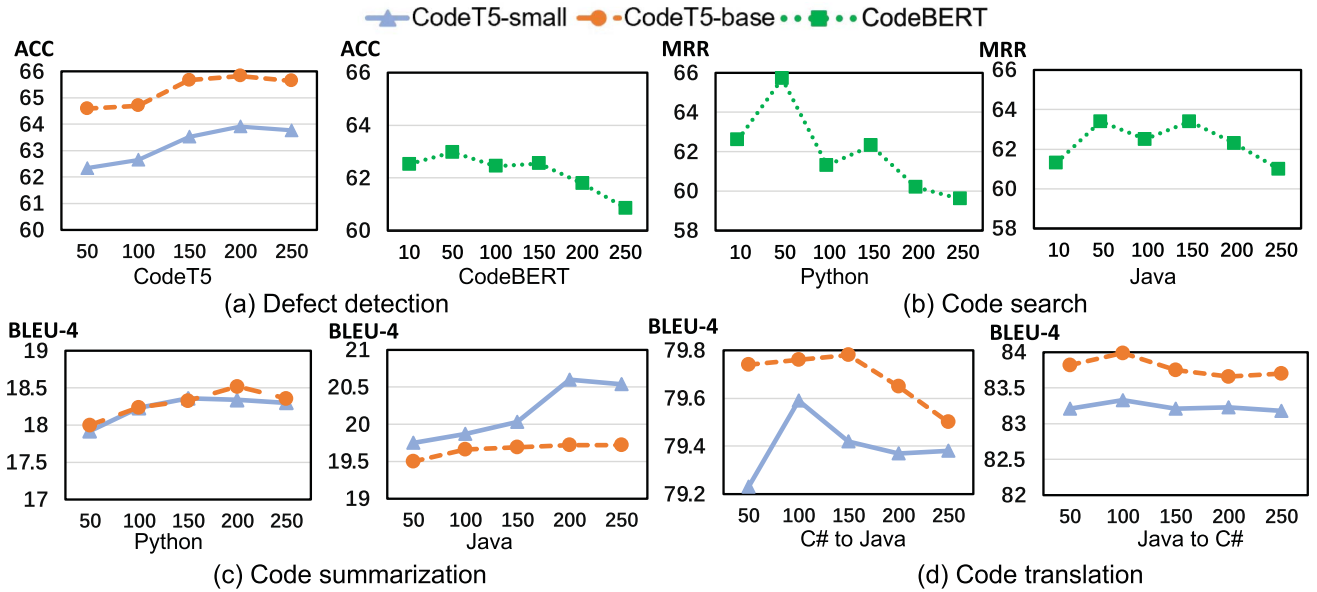 CodeT5-small CodeT5-base CodeBERT
ACC ACC MRR MRR
66 65 64 63 62 61 60
50 100 150 200 250
CodeT5
66 64 62 60
10 50 100 150 200 250
CodeBERT
(a) Defect detection
66 64 62 60 58
10 50 100 150 200 250
Python
66 64 62 60 58
10 50 100 150 200 250
Java
(b) Code search
BLEU-4 BLEU-4 BLEU-4 BLEU-4
19 18.5 18 17.5 17
50 100 150 200 250
Python
21 20.5 20 19.5 19
50 100 150 200 250
Java
(c) Code summarization
79.8 79.6 79.4 79.2
50 100 150 200 250
C# to Java
84 83.5 83 82.5 82
50 100 150 200 250
Java to C#
(d) Code translation